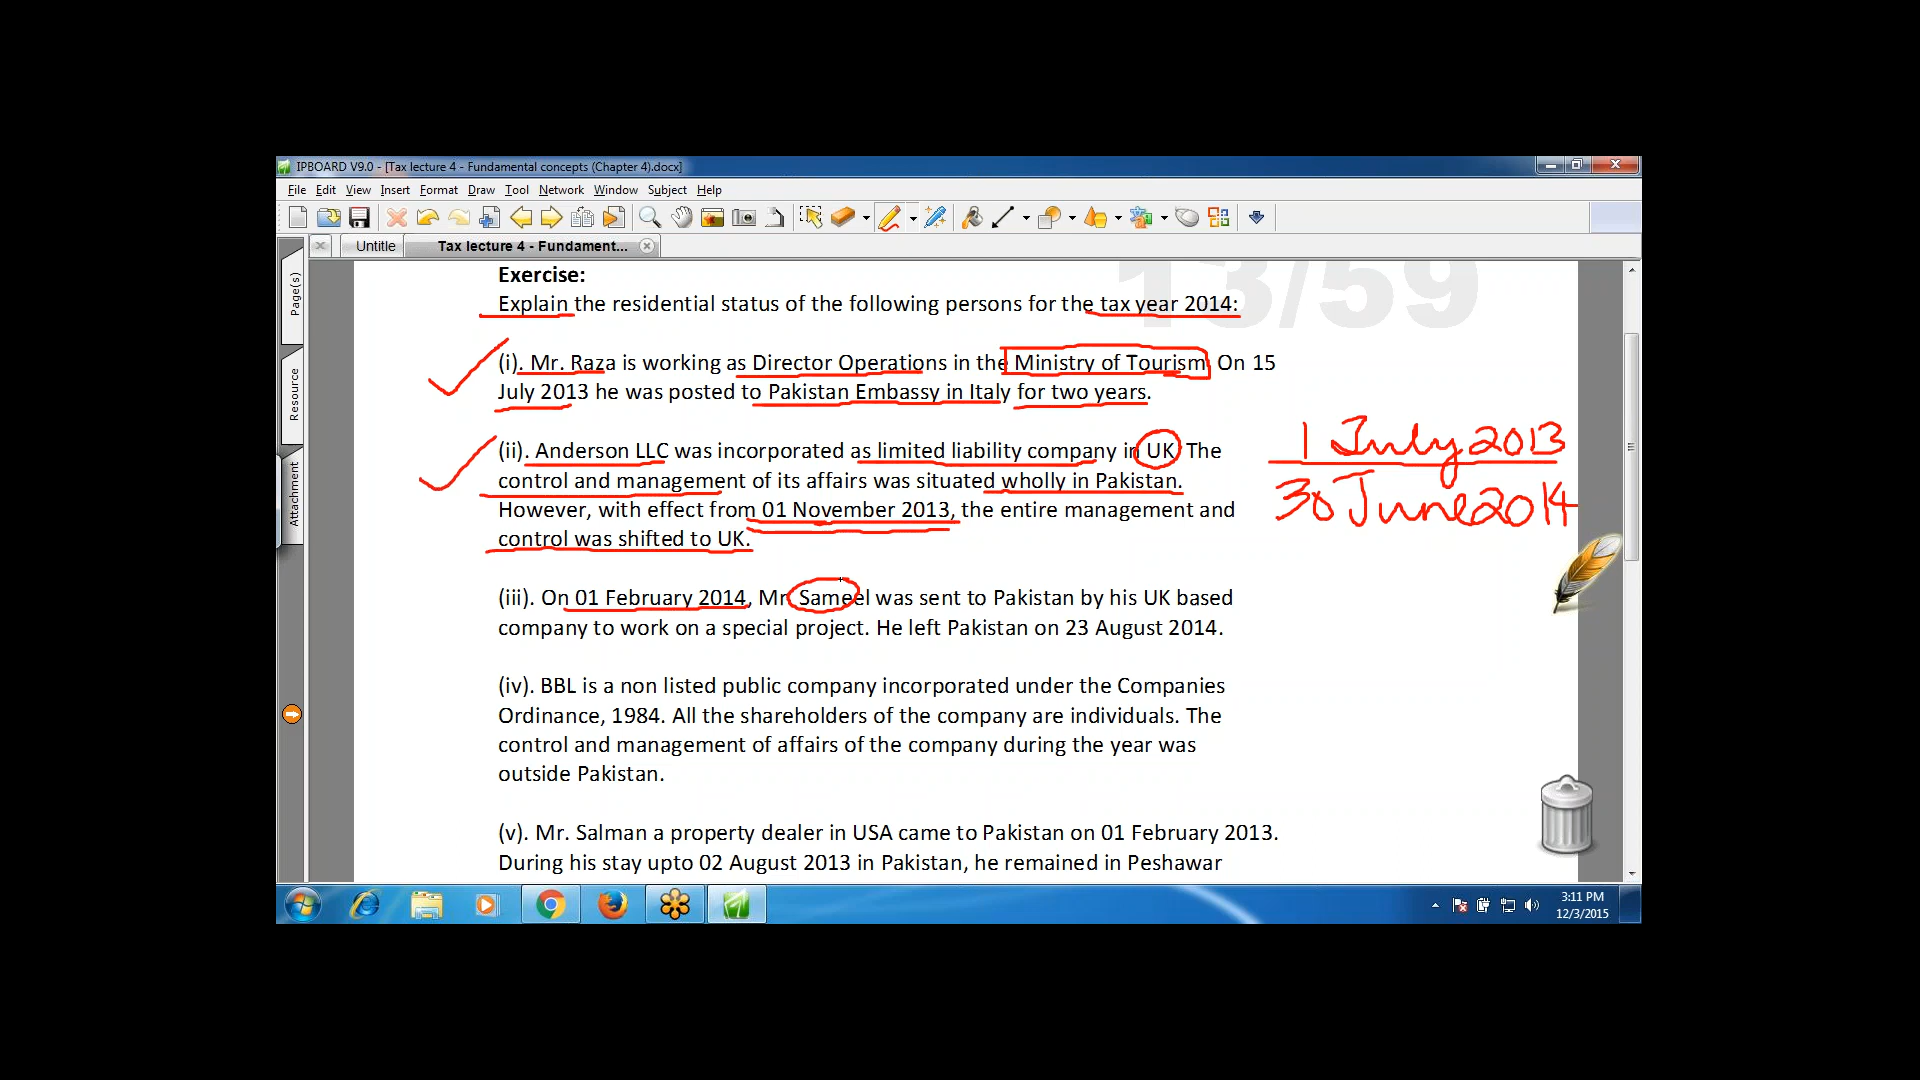 IPBOARD V9.0 - [Tax lecture 4 - Fundamental concepts (Chapter 4).docx]
File Edit View Insert Format Draw Tool Network Window Subject Help
Untitle Tax lecture 4 - Fundament...
Page(s)
Resource
Attachment
13/59
Exercise:
Explain the residential status of the following persons for the tax year 2014:
(i). Mr. Raza is working as Director Operations in the Ministry of Tourism. On 15
July 2013 he was posted to Pakistan Embassy in Italy for two years.
(ii). Anderson LLC was incorporated as limited liability company in UK. The
control and management of its affairs was situated wholly in Pakistan.
However, with effect from 01 November 2013, the entire management and
control was shifted to UK.
1 July 2013
30 June 2014
(iii). On 01 February 2014, Mr. Sameel was sent to Pakistan by his UK based
company to work on a special project. He left Pakistan on 23 August 2014.
(iv). BBL is a non listed public company incorporated under the Companies
Ordinance, 1984. All the shareholders of the company are individuals. The
control and management of affairs of the company during the year was
outside Pakistan.
(v). Mr. Salman a property dealer in USA came to Pakistan on 01 February 2013.
During his stay upto 02 August 2013 in Pakistan, he remained in Peshawar
3:11 PM
12/3/2015